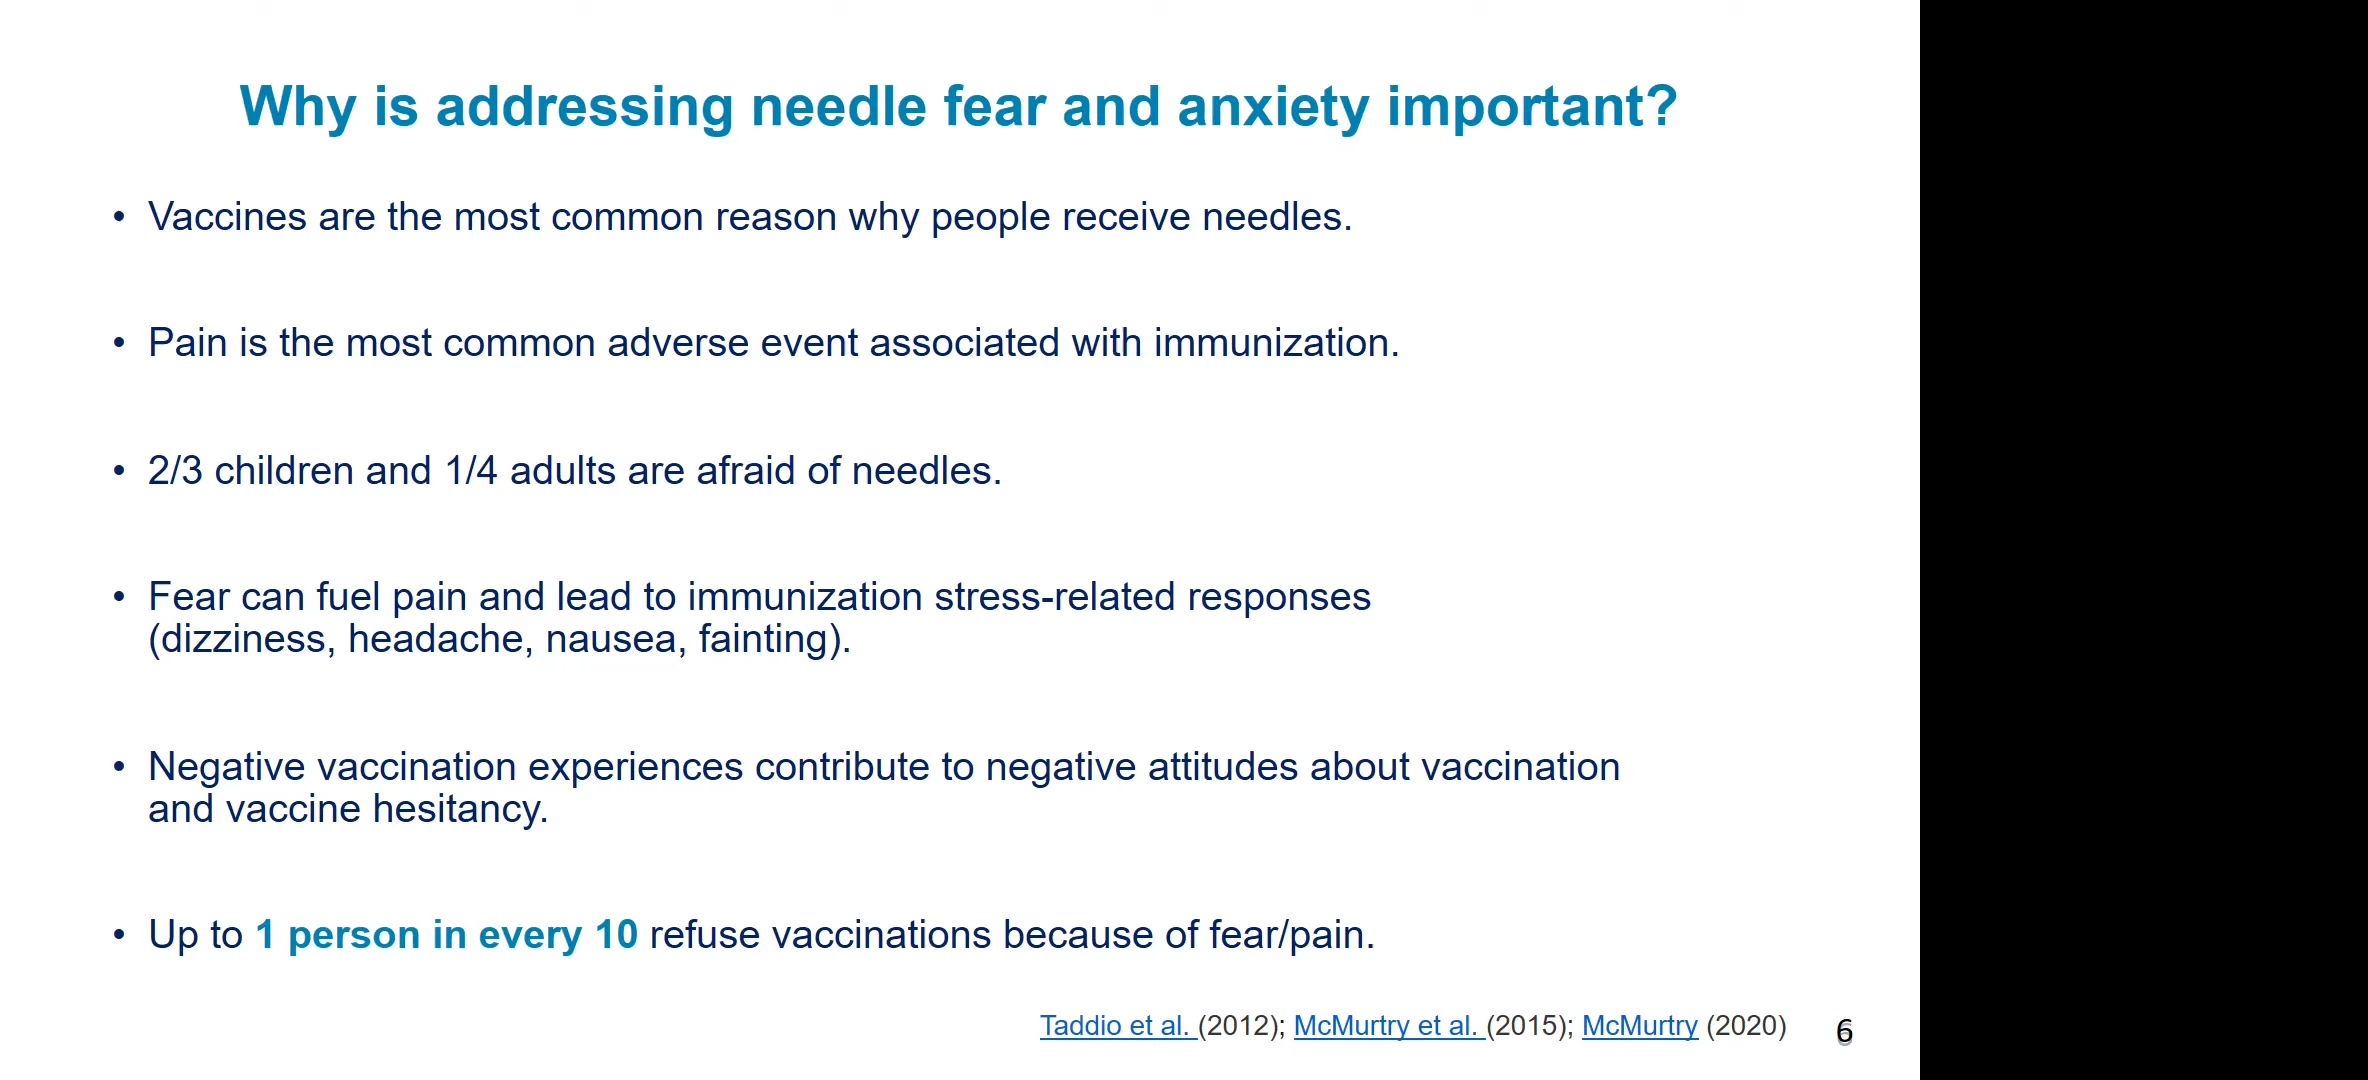 Why is addressing needle fear and anxiety important?
• Vaccines are the most common reason why people receive needles.
• Pain is the most common adverse event associated with immunization.
• 2/3 children and 1/4 adults are afraid of needles.
• Fear can fuel pain and lead to immunization stress-related responses
(dizziness, headache, nausea, fainting).
• Negative vaccination experiences contribute to negative attitudes about vaccination
and vaccine hesitancy.
• Up to 1 person in every 10 refuse vaccinations because of fear/pain.
Taddio et al. (2012); McMurtry et al. (2015); McMurtry (2020)
6